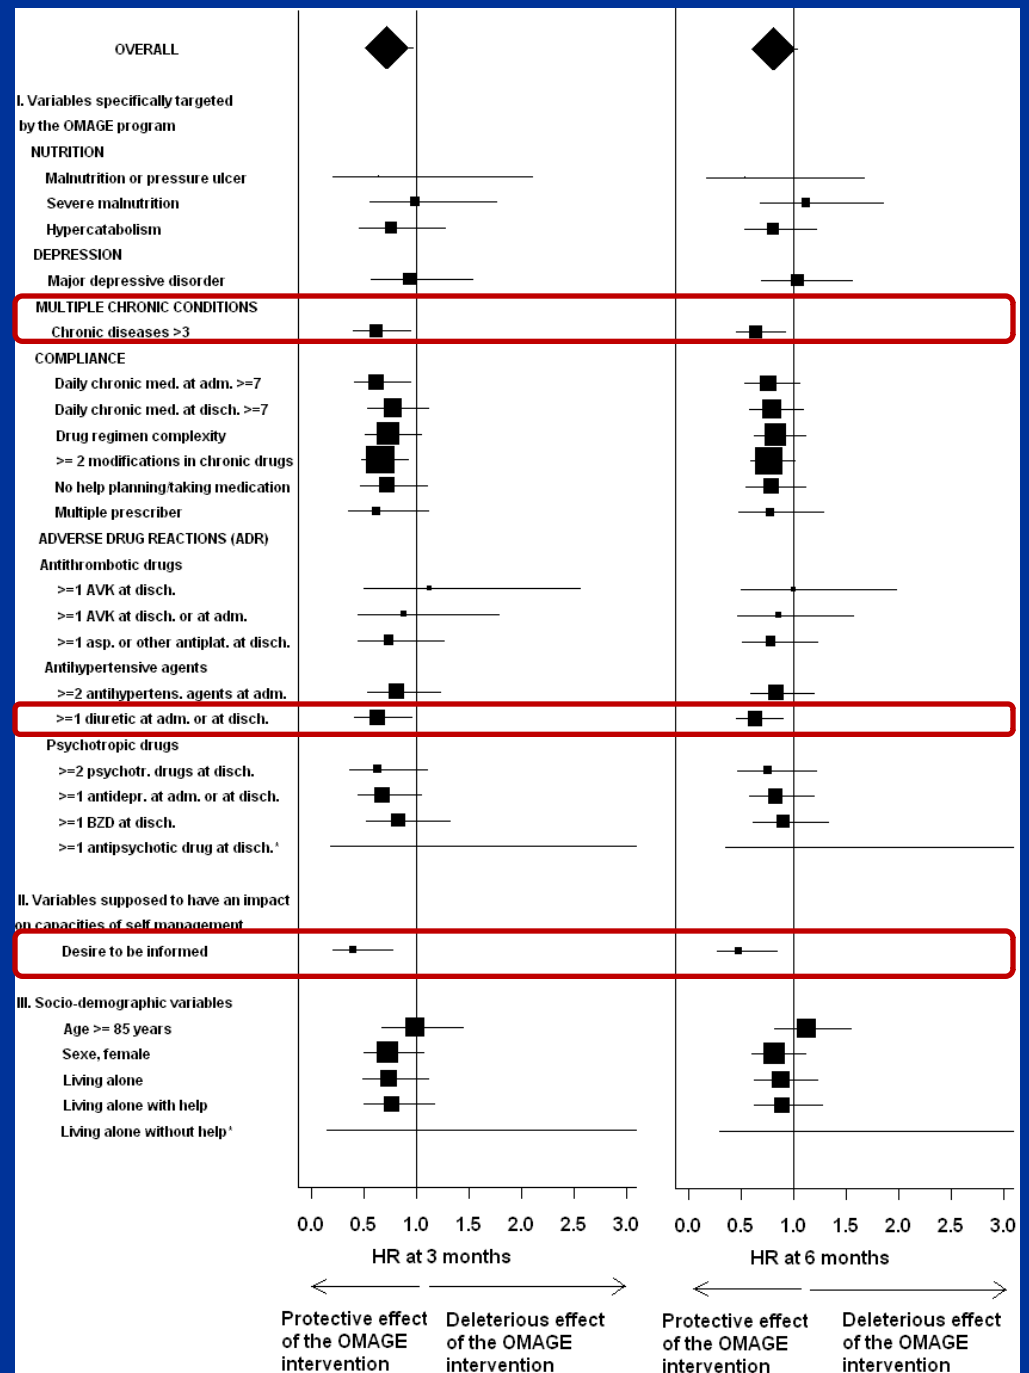 OVERALL
I. Variables specifically targeted
by the OMAGE program
NUTRITION
Malnutrition or pressure ulcer
Severe malnutrition
Hypercatabolism
DEPRESSION
Major depressive disorder
MULTIPLE CHRONIC CONDITIONS
Chronic diseases >3
COMPLIANCE
Daily chronic med. at adm. >=7
Daily chronic med. at disch. >=7
Drug regimen complexity
>= 2 modifications in chronic drugs
No help planning/taking medication
Multiple prescriber
ADVERSE DRUG REACTIONS (ADR)
Antithrombotic drugs
>=1 AVK at disch.
>=1 AVK at disch. or at adm.
>=1 asp. or other antiplat. at disch.
Antihypertensive agents
>=2 antihypertens. agents at adm.
>=1 diuretic at adm. or at disch.
Psychotropic drugs
>=2 psychotr. drugs at disch.
>=1 antidepr. at adm. or at disch.
>=1 BZD at disch.
>=1 antipsychotic drug at disch.*
II. Variables supposed to have an impact
on capacities of self management
Desire to be informed
III. Socio-demographic variables
Age >= 85 years
Sexe, female
Living alone
Living alone with help
Living alone without help*
0.0 0.5 1.0 1.5 2.0 2.5 3.0 0.0 0.5 1.0 1.5 2.0 2.5 3.0
HR at 3 months HR at 6 months
Protective effect Deleterious effect Protective effect Deleterious effect
of the OMAGE of the OMAGE of the OMAGE of the OMAGE
intervention intervention intervention intervention